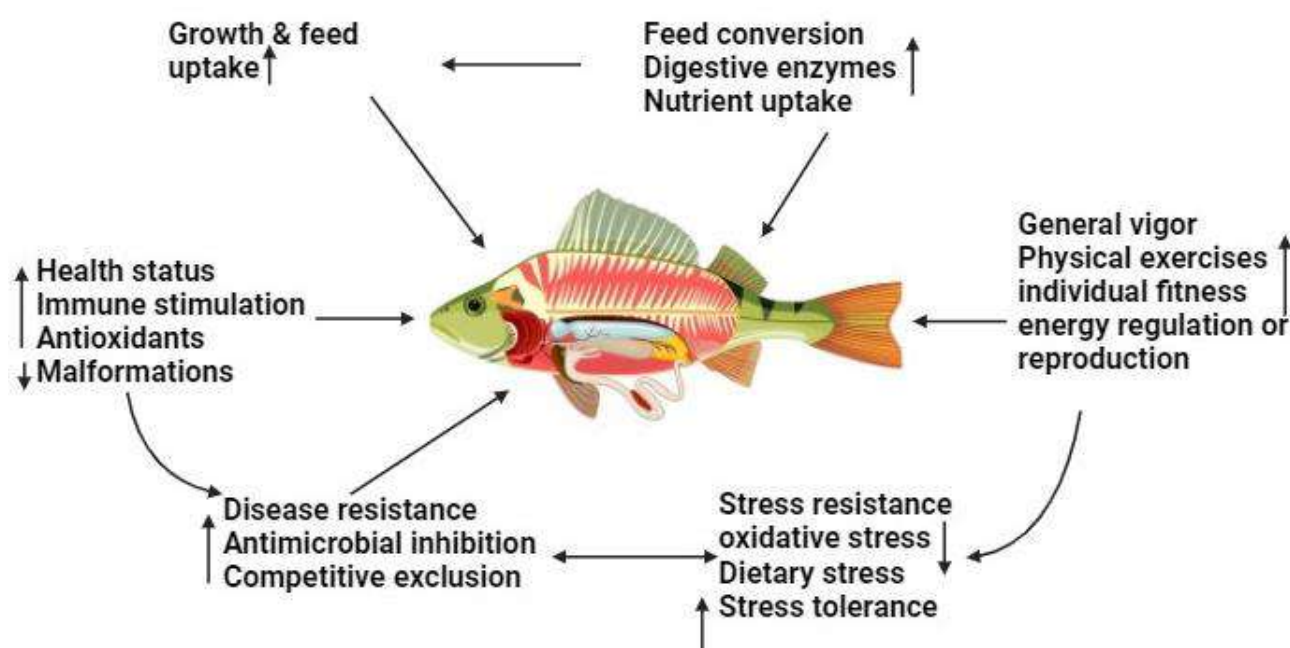 Growth & feed
uptake
Feed conversion
Digestive enzymes
Nutrient uptake
General vigor
Physical exercises
individual fitness
energy regulation or
reproduction
Health status
Immune stimulation
Antioxidants
Malformations
Disease resistance
Antimicrobial inhibition
Competitive exclusion
Stress resistance
oxidative stress
Dietary stress
Stress tolerance